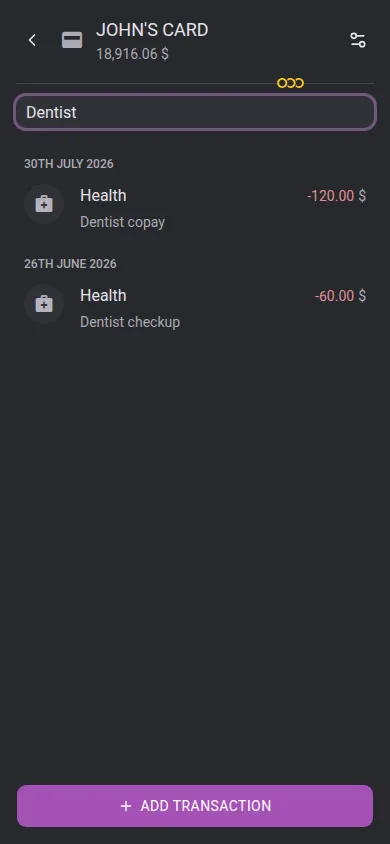 JOHN'S CARD
18,916.06 $
Dentist
30TH JULY 2026
Health
-120.00 $
Dentist copay
26TH JUNE 2026
Health
-60.00 $
Dentist checkup
+ ADD TRANSACTION